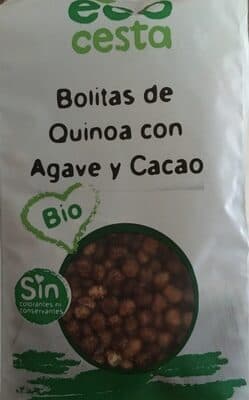 eco
cesta
Bolitas de
Quinoa con
Agave y Cacao
Bio
Sin
colorantes ni
conservantes